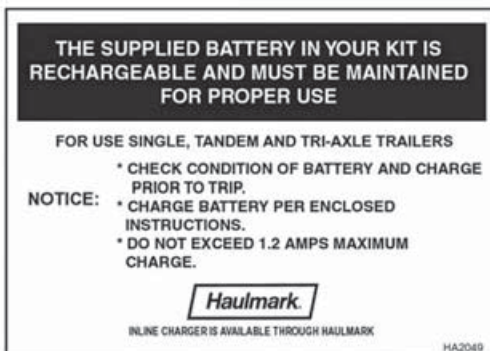 THE SUPPLIED BATTERY IN YOUR KIT IS
RECHARGEABLE AND MUST BE MAINTAINED
FOR PROPER USE
FOR USE SINGLE, TANDEM AND TRI-AXLE TRAILERS
NOTICE:
* CHECK CONDITION OF BATTERY AND CHARGE
PRIOR TO TRIP.
* CHARGE BATTERY PER ENCLOSED
INSTRUCTIONS.
* DO NOT EXCEED 1.2 AMPS MAXIMUM
CHARGE.
Haulmark.
INLINE CHARGER IS AVAILABLE THROUGH HAULMARK
HA2049